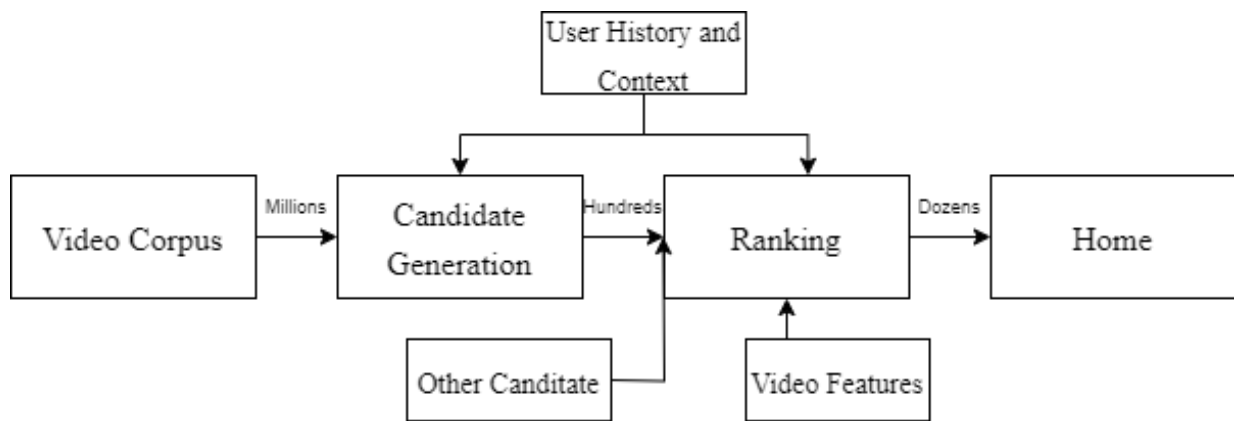 User History and
Context
Millions
Hundreds
Dozens
Video Corpus
Candidate
Generation
Ranking
Home
Other Canditate
Video Features